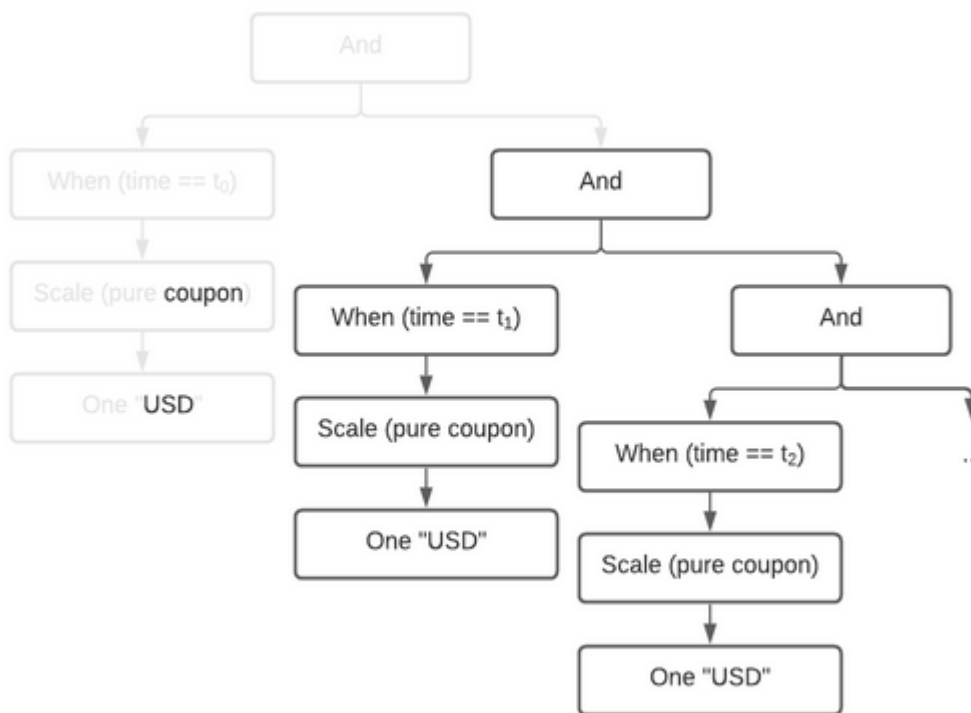 And
When (time == t₀)
And
Scale (pure coupon)
When (time == t₁)
And
One "USD"
Scale (pure coupon)
When (time == t₂)
..
One "USD"
Scale (pure coupon)
One "USD"